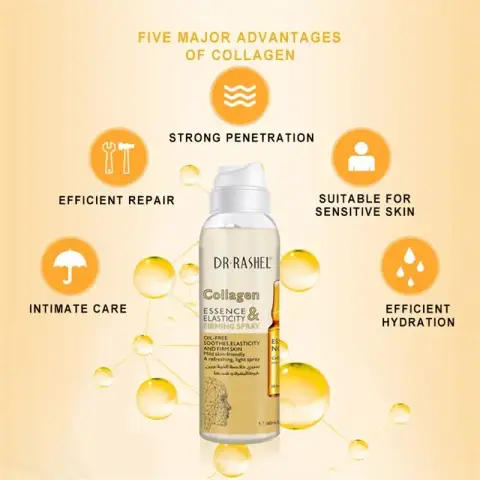 FIVE MAJOR ADVANTAGES
OF COLLAGEN
STRONG PENETRATION
EFFICIENT REPAIR
SUITABLE FOR
SENSITIVE SKIN
INTIMATE CARE
EFFICIENT
HYDRATION
DR·RASHEL
Collagen
ESSENCE &
ELASTICITY
FIRMING SPRAY
OIL-FREE
SOOTHES, ELASTICITY
AND FIRM SKIN
Mild skin-friendly
A refreshing, light spray